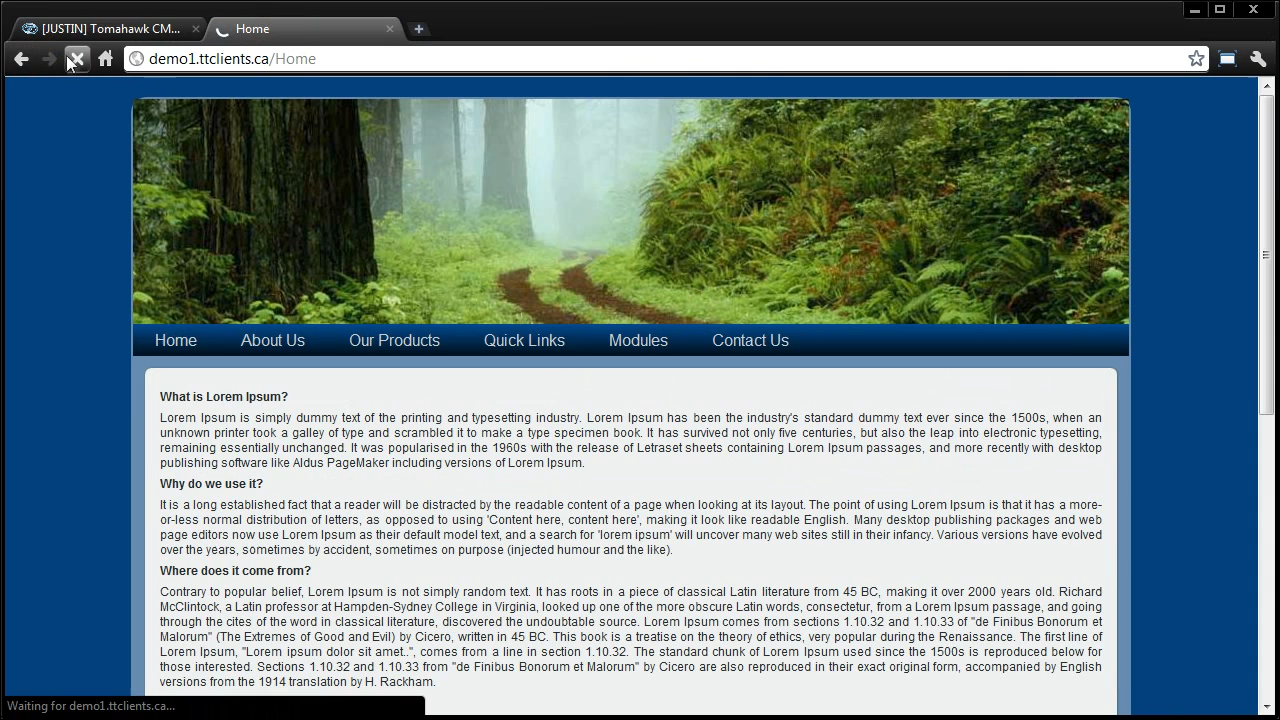 [JUSTIN] Tomahawk CM...
Home
demo1.ttclients.ca/Home
Home About Us Our Products Quick Links Modules Contact Us
What is Lorem Ipsum?
Lorem Ipsum is simply dummy text of the printing and typesetting industry. Lorem Ipsum has been the industry's standard dummy text ever since the 1500s, when an
unknown printer took a galley of type and scrambled it to make a type specimen book. It has survived not only five centuries, but also the leap into electronic typesetting,
remaining essentially unchanged. It was popularised in the 1960s with the release of Letraset sheets containing Lorem Ipsum passages, and more recently with desktop
publishing software like Aldus PageMaker including versions of Lorem Ipsum.
Why do we use it?
It is a long established fact that a reader will be distracted by the readable content of a page when looking at its layout. The point of using Lorem Ipsum is that it has a more-
or-less normal distribution of letters, as opposed to using 'Content here, content here', making it look like readable English. Many desktop publishing packages and web
page editors now use Lorem Ipsum as their default model text, and a search for 'lorem ipsum' will uncover many web sites still in their infancy. Various versions have evolved
over the years, sometimes by accident, sometimes on purpose (injected humour and the like).
Where does it come from?
Contrary to popular belief, Lorem Ipsum is not simply random text. It has roots in a piece of classical Latin literature from 45 BC, making it over 2000 years old. Richard
McClintock, a Latin professor at Hampden-Sydney College in Virginia, looked up one of the more obscure Latin words, consectetur, from a Lorem Ipsum passage, and going
through the cites of the word in classical literature, discovered the undoubtable source. Lorem Ipsum comes from sections 1.10.32 and 1.10.33 of "de Finibus Bonorum et
Malorum" (The Extremes of Good and Evil) by Cicero, written in 45 BC. This book is a treatise on the theory of ethics, very popular during the Renaissance. The first line of
Lorem Ipsum, "Lorem ipsum dolor sit amet..", comes from a line in section 1.10.32. The standard chunk of Lorem Ipsum used since the 1500s is reproduced below for
those interested. Sections 1.10.32 and 1.10.33 from "de Finibus Bonorum et Malorum" by Cicero are also reproduced in their exact original form, accompanied by English
versions from the 1914 translation by H. Rackham.
Waiting for demo1.ttclients.ca...